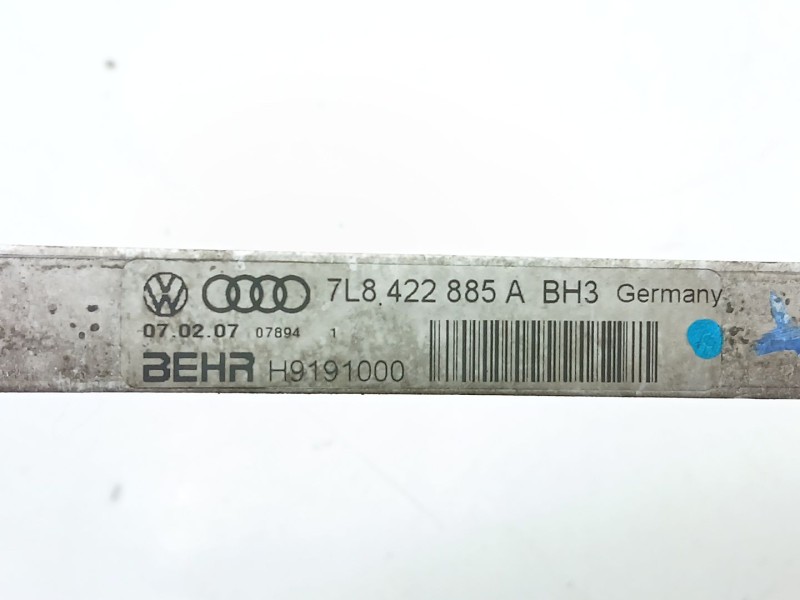 7L8 422 885 A BH3 Germany
07.02.07 07894 1
BEHR H9191000